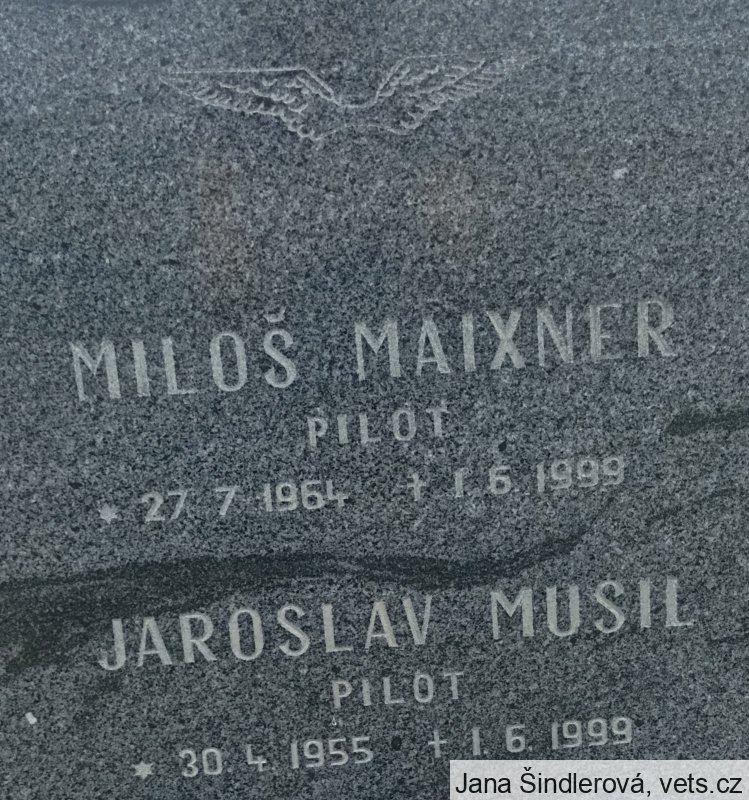 MILOŠ MAIXNER
PILOT
* 27 7 1964 † 1. 6. 1999
JAROSLAV MUSIL
PILOT
* 30. 4. 1955 † 1. 6. 1999
Jana Šindlerová, vets.cz